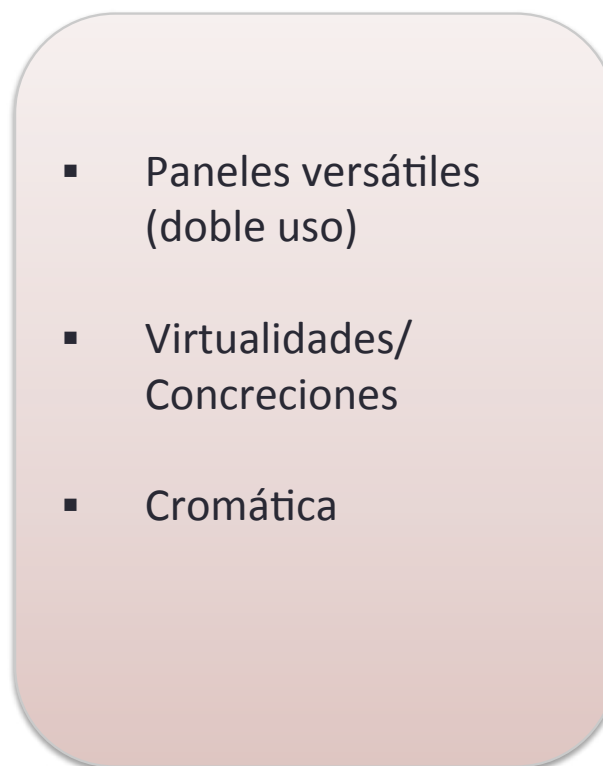 ▪ Paneles versátiles
(doble uso)
▪ Virtualidades/
Concreciones
▪ Cromática